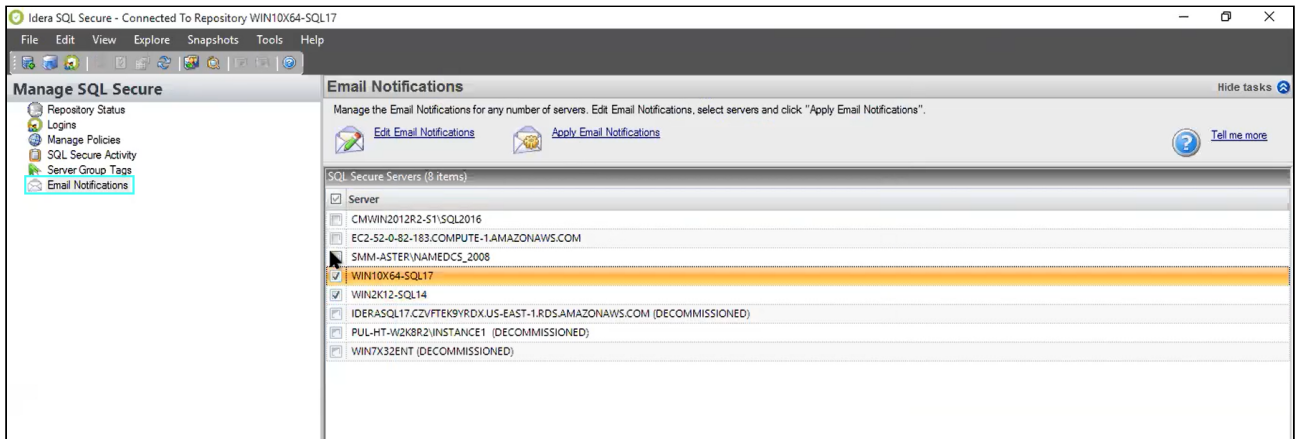 Idera SQL Secure - Connected To Repository WIN10X64-SQL17
File Edit View Explore Snapshots Tools Help
Manage SQL Secure
Repository Status
Logins
Manage Policies
SQL Secure Activity
Server Group Tags
Email Notifications
Email Notifications
Hide tasks
Manage the Email Notifications for any number of servers. Edit Email Notifications, select servers and click "Apply Email Notifications".
Edit Email Notifications
Apply Email Notifications
Tell me more
SQL Secure Servers (8 items)
Server
CMWIN2012R2-S1\SQL2016
EC2-52-0-82-183.COMPUTE-1.AMAZONAWS.COM
SMM-ASTER\NAMEDCS_2008
WIN10X64-SQL17
WIN2K12-SQL14
IDERASQL17.CZVFTEK9YRDX.US-EAST-1.RDS.AMAZONAWS.COM (DECOMMISSIONED)
PUL-HT-W2K8R2\INSTANCE1 (DECOMMISSIONED)
WIN7X32ENT (DECOMMISSIONED)